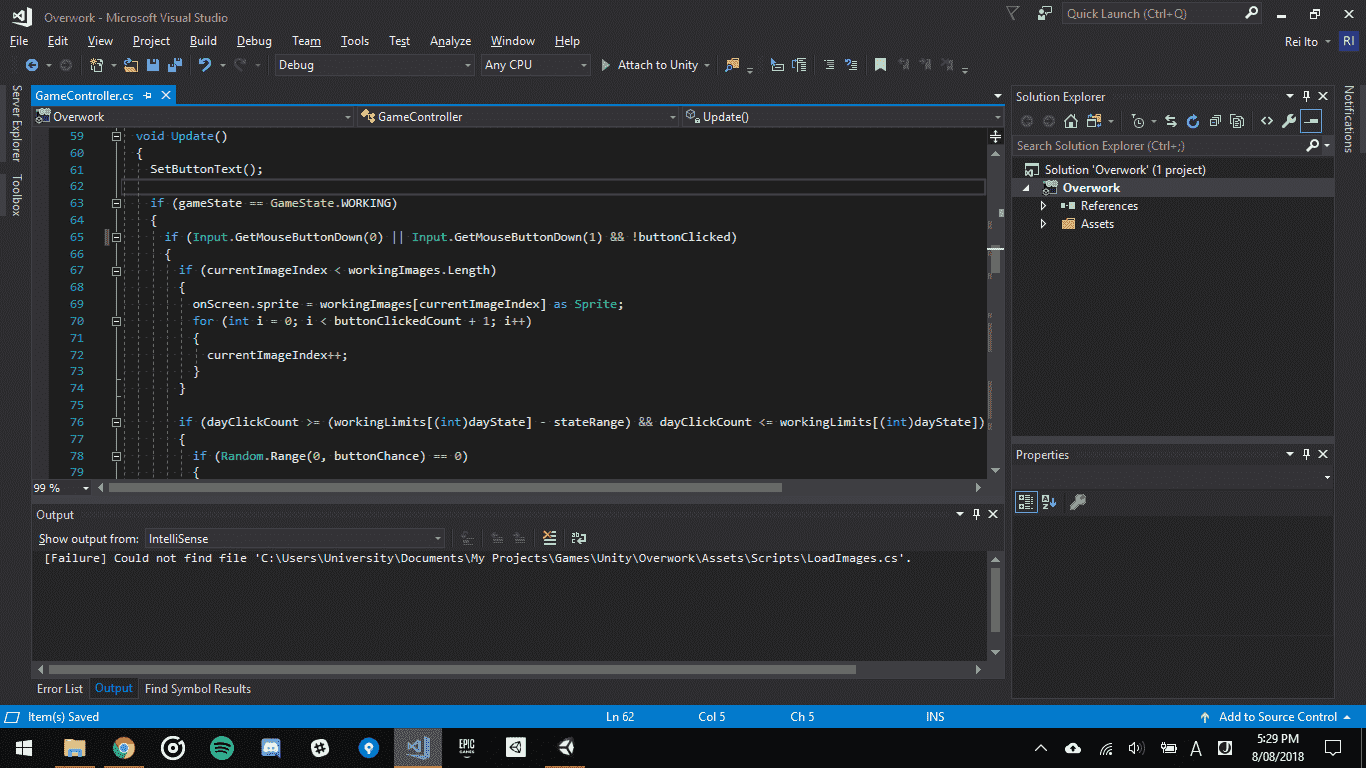 Overwork - Microsoft Visual Studio
Quick Launch (Ctrl+Q)
File Edit View Project Build Debug Team Tools Test Analyze Window Help
Rei Ito RI
Debug Any CPU Attach to Unity
Server Explorer
Toolbox
GameController.cs
Overwork GameController Update()
59 void Update()
60 {
61 SetButtonText();
62
63 if (gameState == GameState.WORKING)
64 {
65 if (Input.GetMouseButtonDown(0) || Input.GetMouseButtonDown(1) && !buttonClicked)
66 {
67 if (currentImageIndex < workingImages.Length)
68 {
69 onScreen.sprite = workingImages[currentImageIndex] as Sprite;
70 for (int i = 0; i < buttonClickedCount + 1; i++)
71 {
72 currentImageIndex++;
73 }
74 }
75
76 if (dayClickCount >= (workingLimits[(int)dayState] - stateRange) && dayClickCount <= workingLimits[(int)dayState])
77 {
78 if (Random.Range(0, buttonChance) == 0)
79 {
99 %
Output
Show output from: IntelliSense
[Failure] Could not find file 'C:\Users\University\Documents\My Projects\Games\Unity\Overwork\Assets\Scripts\LoadImages.cs'.
Error List Output Find Symbol Results
Solution Explorer
Search Solution Explorer (Ctrl+;)
Solution 'Overwork' (1 project)
Overwork
References
Assets
Properties
Notifications
Item(s) Saved Ln 62 Col 5 Ch 5 INS Add to Source Control
EPIC
GAMES
A
5:29 PM
8/08/2018